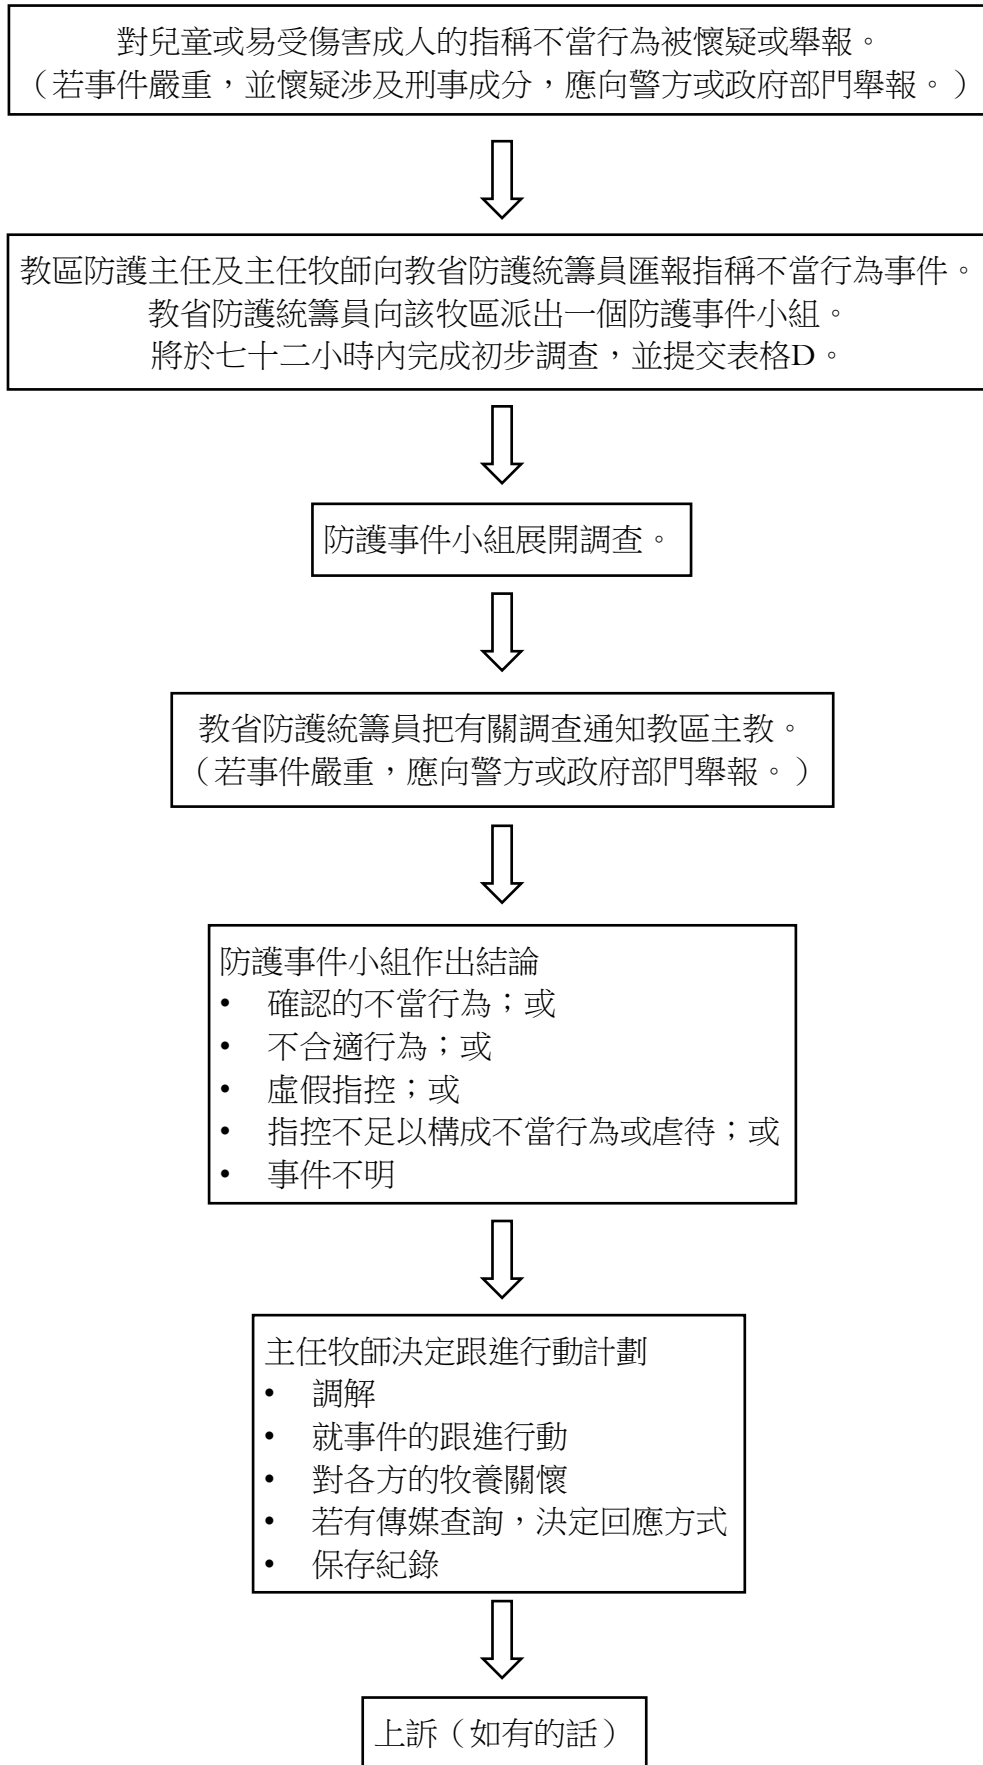 對兒童或易受傷害成人的指稱不當行為被懷疑或舉報。
（若事件嚴重，並懷疑涉及刑事成分，應向警方或政府部門舉報。）
教區防護主任及主任牧師向教省防護統籌員匯報指稱不當行為事件。
教省防護統籌員向該牧區派出一個防護事件小組。
將於七十二小時內完成初步調查，並提交表格D。
防護事件小組展開調查。
教省防護統籌員把有關調查通知教區主教。
（若事件嚴重，應向警方或政府部門舉報。）
防護事件小組作出結論
• 確認的不當行為；或
• 不合適行為；或
• 虛假指控；或
• 指控不足以構成不當行為或虐待；或
• 事件不明
主任牧師決定跟進行動計劃
• 調解
• 就事件的跟進行動
• 對各方的牧養關懷
• 若有傳媒查詢，決定回應方式
• 保存紀錄
上訴（如有的話）